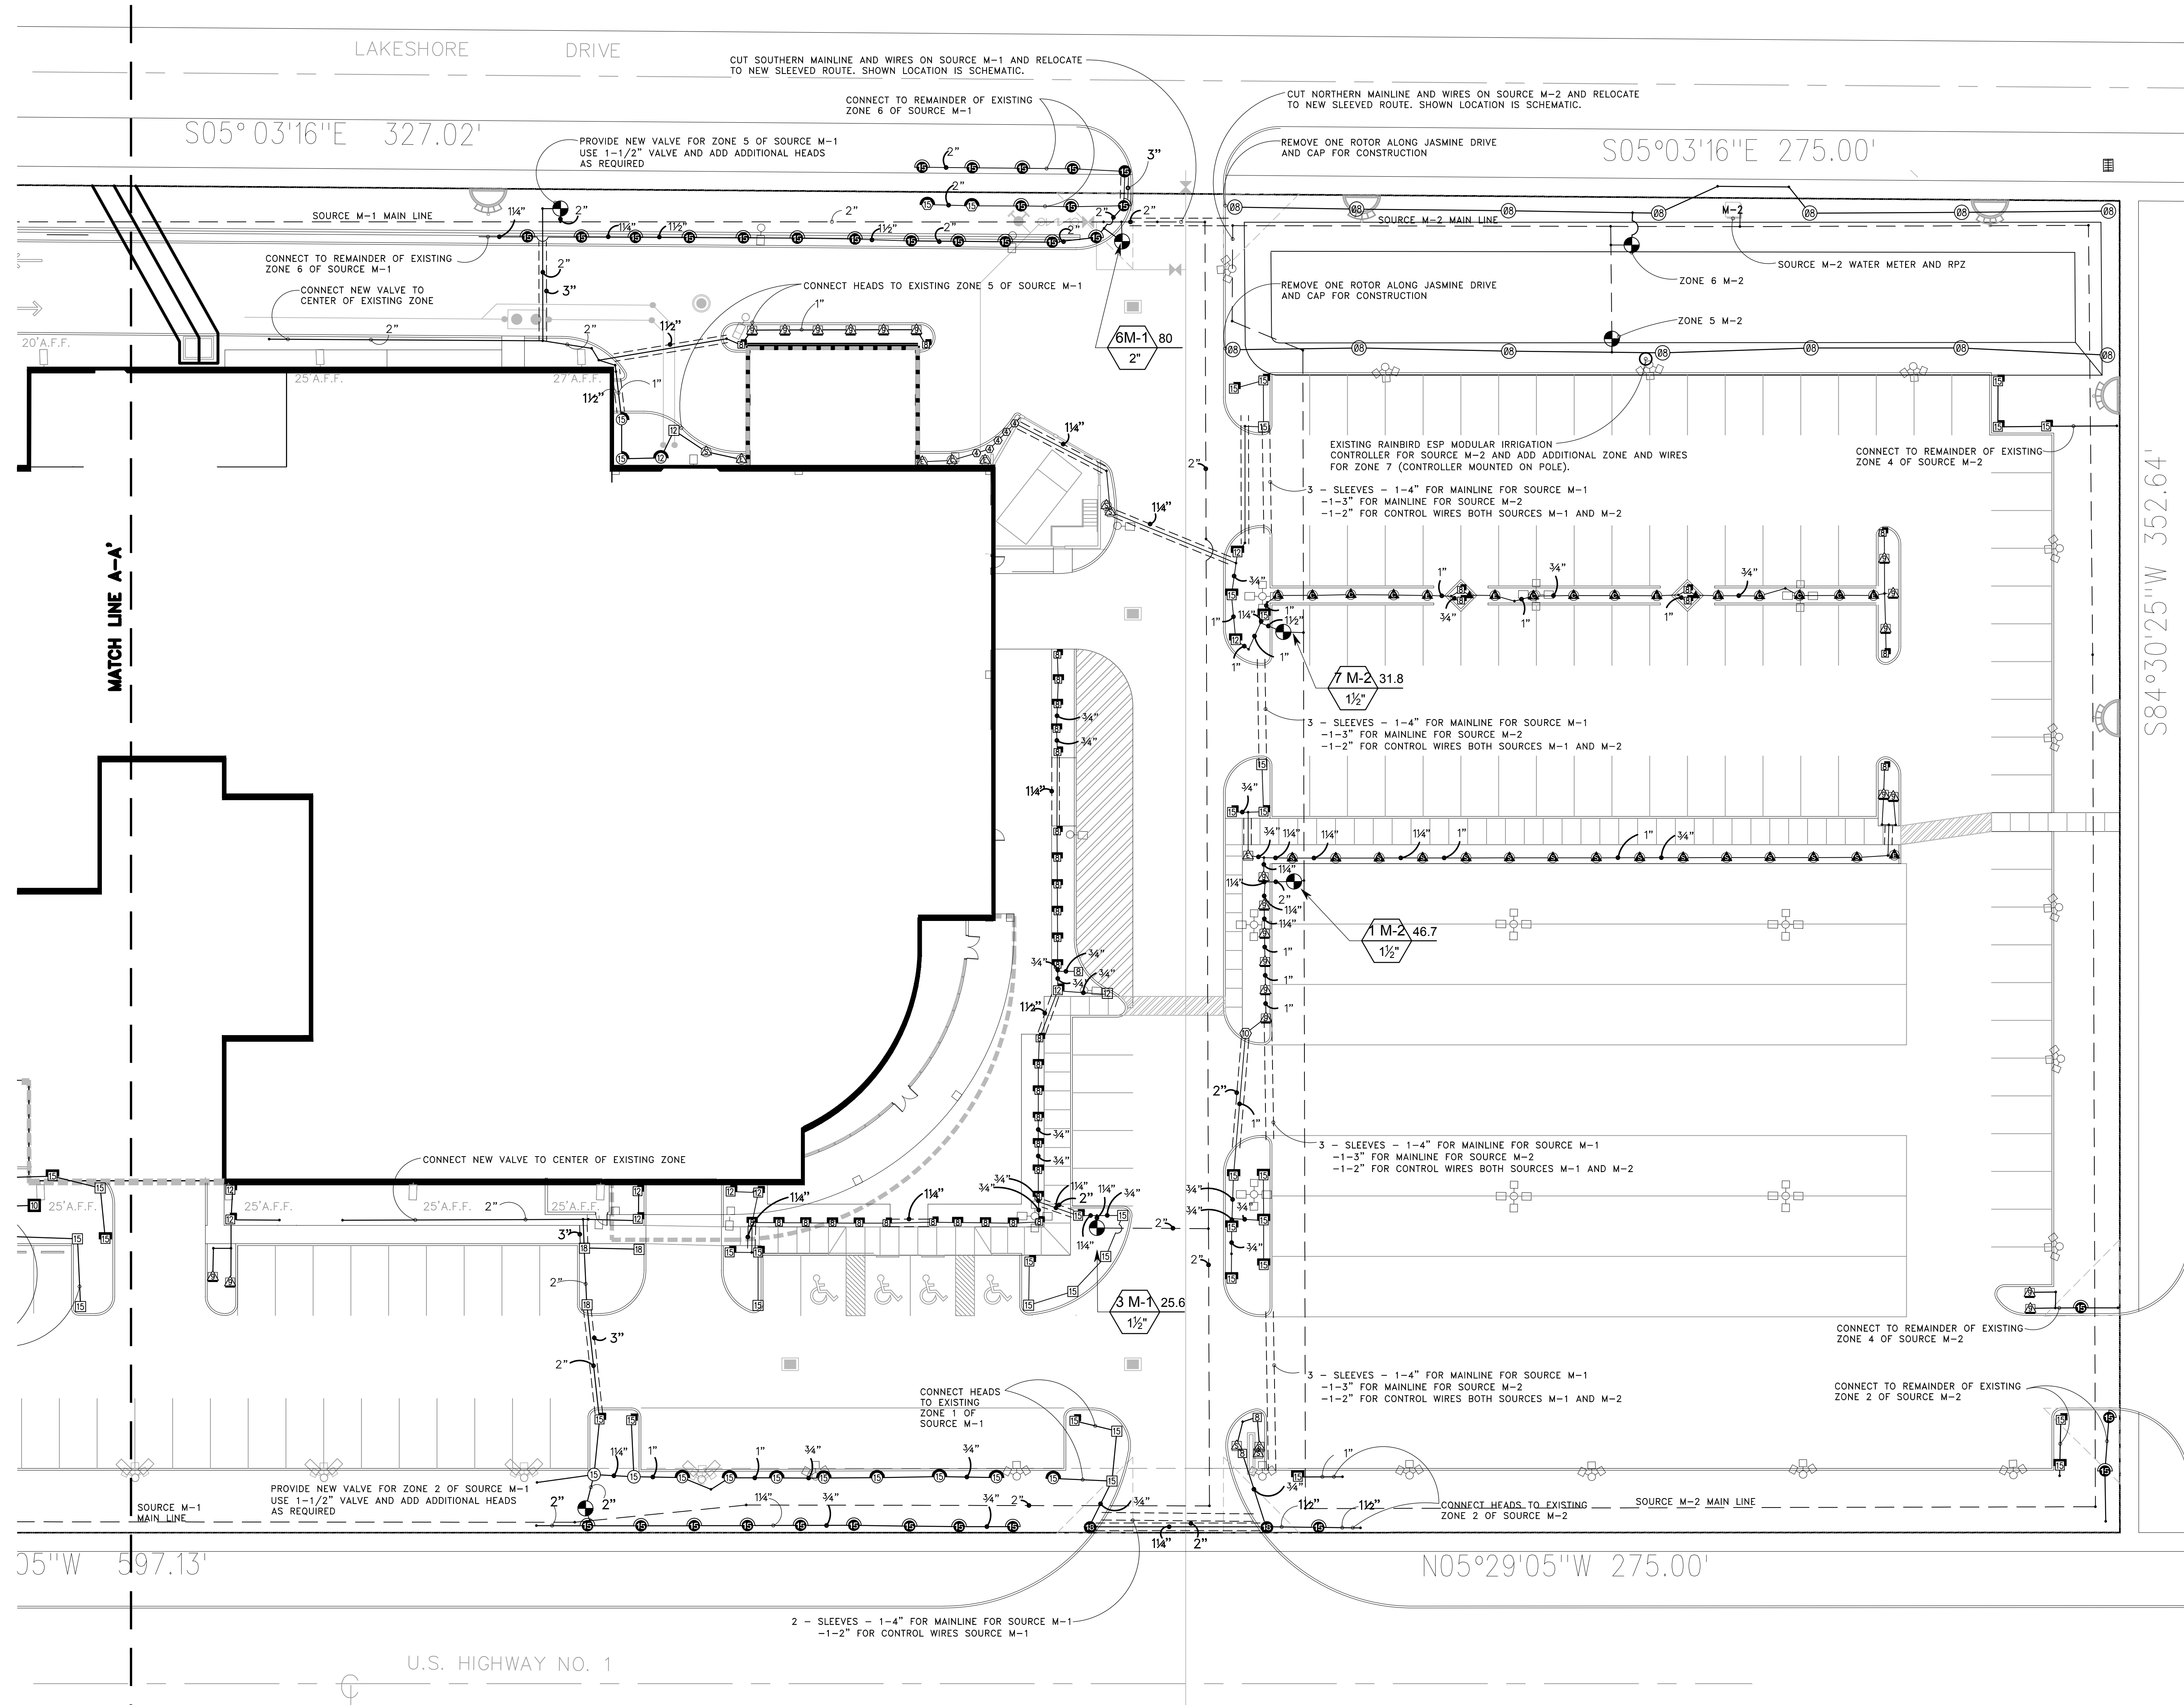 LAKESHORE DRIVE
CUT SOUTHERN MAINLINE AND WIRES ON SOURCE M-1 AND RELOCATE
TO NEW SLEEVED ROUTE. SHOWN LOCATION IS SCHEMATIC.
CONNECT TO REMAINDER OF EXISTING
ZONE 6 OF SOURCE M-1
CUT NORTHERN MAINLINE AND WIRES ON SOURCE M-2 AND RELOCATE
TO NEW SLEEVED ROUTE. SHOWN LOCATION IS SCHEMATIC.
S05°03'16"E 327.02'
PROVIDE NEW VALVE FOR ZONE 5 OF SOURCE M-1
USE 1-1/2" VALVE AND ADD ADDITIONAL HEADS
AS REQUIRED
REMOVE ONE ROTOR ALONG JASMINE DRIVE
AND CAP FOR CONSTRUCTION
S05°03'16"E 275.00'
SOURCE M-1 MAIN LINE
SOURCE M-2 MAIN LINE
M-2
CONNECT TO REMAINDER OF EXISTING
ZONE 6 OF SOURCE M-1
SOURCE M-2 WATER METER AND RPZ
ZONE 6 M-2
CONNECT NEW VALVE TO
CENTER OF EXISTING ZONE
CONNECT HEADS TO EXISTING ZONE 5 OF SOURCE M-1
REMOVE ONE ROTOR ALONG JASMINE DRIVE
AND CAP FOR CONSTRUCTION
ZONE 5 M-2
6M-1 80
2"
20'A.F.F.
25'A.F.F.
27'A.F.F.
EXISTING RAINBIRD ESP MODULAR IRRIGATION
CONTROLLER FOR SOURCE M-2 AND ADD ADDITIONAL ZONE AND WIRES
FOR ZONE 7 (CONTROLLER MOUNTED ON POLE).
CONNECT TO REMAINDER OF EXISTING
ZONE 4 OF SOURCE M-2
3 - SLEEVES - 1-4" FOR MAINLINE FOR SOURCE M-1
-1-3" FOR MAINLINE FOR SOURCE M-2
-1-2" FOR CONTROL WIRES BOTH SOURCES M-1 AND M-2
S84°30'25"W 352.64'
MATCH LINE A-A'
7 M-2 31.8
1½"
3 - SLEEVES - 1-4" FOR MAINLINE FOR SOURCE M-1
-1-3" FOR MAINLINE FOR SOURCE M-2
-1-2" FOR CONTROL WIRES BOTH SOURCES M-1 AND M-2
1 M-2 46.7
1½"
3 - SLEEVES - 1-4" FOR MAINLINE FOR SOURCE M-1
-1-3" FOR MAINLINE FOR SOURCE M-2
-1-2" FOR CONTROL WIRES BOTH SOURCES M-1 AND M-2
CONNECT NEW VALVE TO CENTER OF EXISTING ZONE
25'A.F.F.
25'A.F.F.
25'A.F.F.
25'A.F.F.
3 M-1 25.6
1½"
CONNECT TO REMAINDER OF EXISTING
ZONE 4 OF SOURCE M-2
3 - SLEEVES - 1-4" FOR MAINLINE FOR SOURCE M-1
-1-3" FOR MAINLINE FOR SOURCE M-2
-1-2" FOR CONTROL WIRES BOTH SOURCES M-1 AND M-2
CONNECT HEADS
TO EXISTING
ZONE 1 OF
SOURCE M-1
CONNECT TO REMAINDER OF EXISTING
ZONE 2 OF SOURCE M-2
PROVIDE NEW VALVE FOR ZONE 2 OF SOURCE M-1
USE 1-1/2" VALVE AND ADD ADDITIONAL HEADS
AS REQUIRED
SOURCE M-1
MAIN LINE
CONNECT HEADS TO EXISTING
ZONE 2 OF SOURCE M-2
SOURCE M-2 MAIN LINE
05"W 597.13'
N05°29'05"W 275.00'
2 - SLEEVES - 1-4" FOR MAINLINE FOR SOURCE M-1
-1-2" FOR CONTROL WIRES SOURCE M-1
U.S. HIGHWAY NO. 1